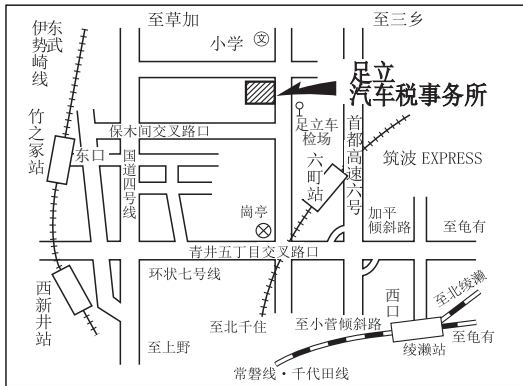 至草加
至三乡
东武
伊势崎线
小学
文
足立
汽车税事务所
竹之冢站
保木间交叉路口
足立车
检场
首都高速六号
东口
国道四号线
六町站
筑波 EXPRESS
岗亭
加平
倾斜路
至龟有
青井五丁目交叉路口
环状七号线
西新井站
西口
至北绫濑
至北千住
至小菅倾斜路
至龟有
至上野
绫濑站
常磐线・千代田线